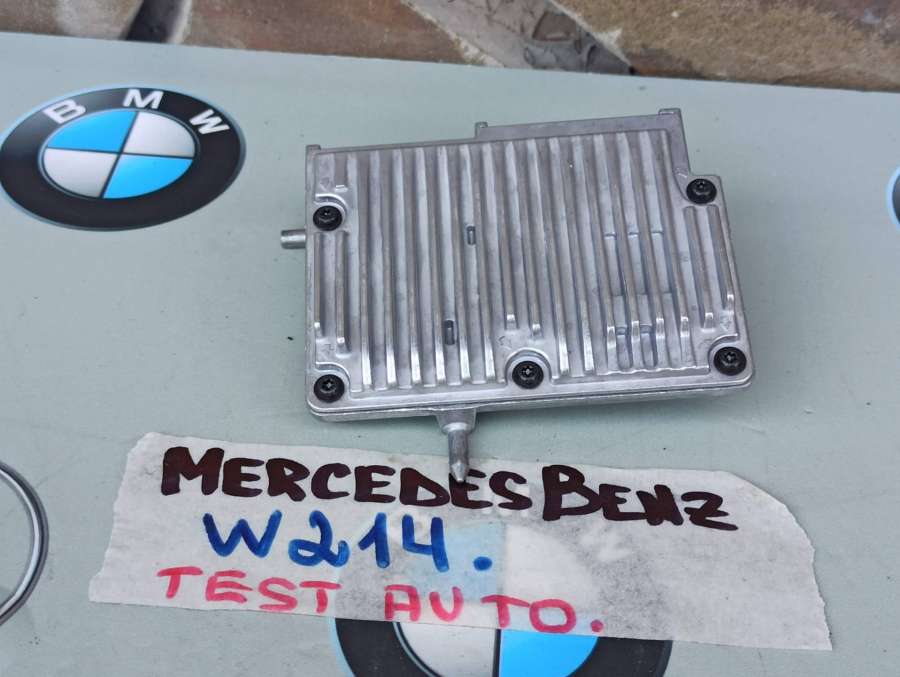 BMW
MERCEDES BENZ
W214.
TEST AUTO.